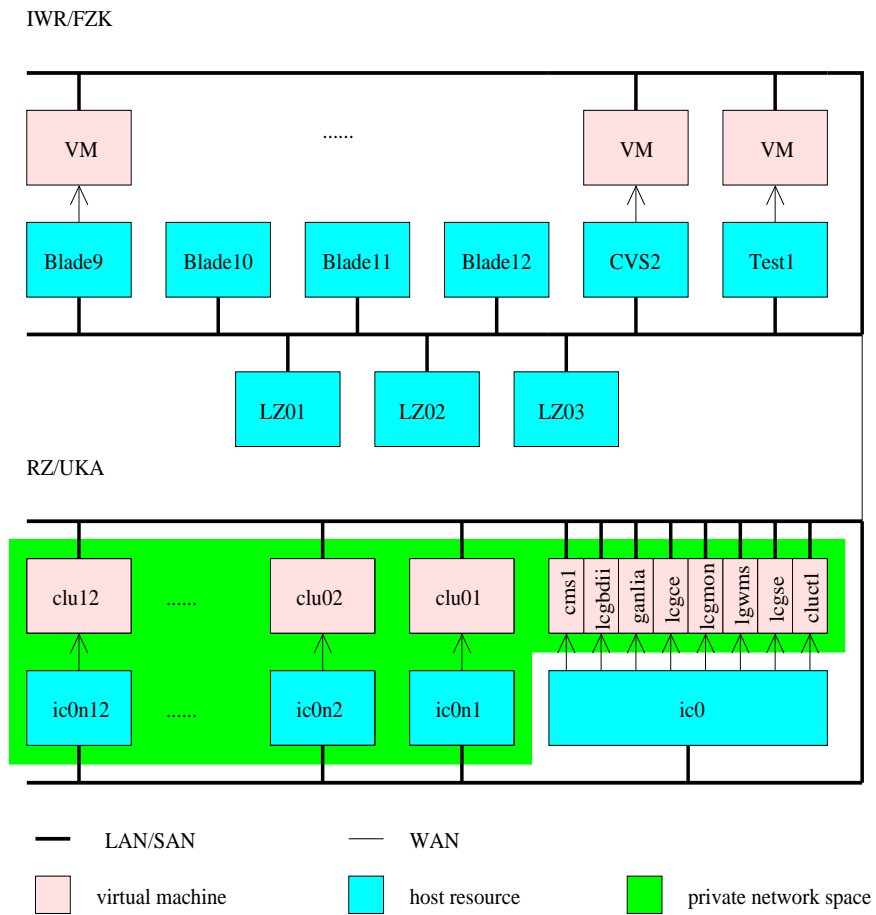 IWR/FZK
VM ...... VM VM
Blade9 Blade10 Blade11 Blade12 CVS2 Test1
LZ01 LZ02 LZ03
RZ/UKA
clu12 ...... clu02 clu01 cms1 lcgbdii ganlia lcgce lcgmon lgwms lcgse cluctl
ic0n12 ...... ic0n2 ic0n1 ic0
LAN/SAN WAN
virtual machine host resource private network space